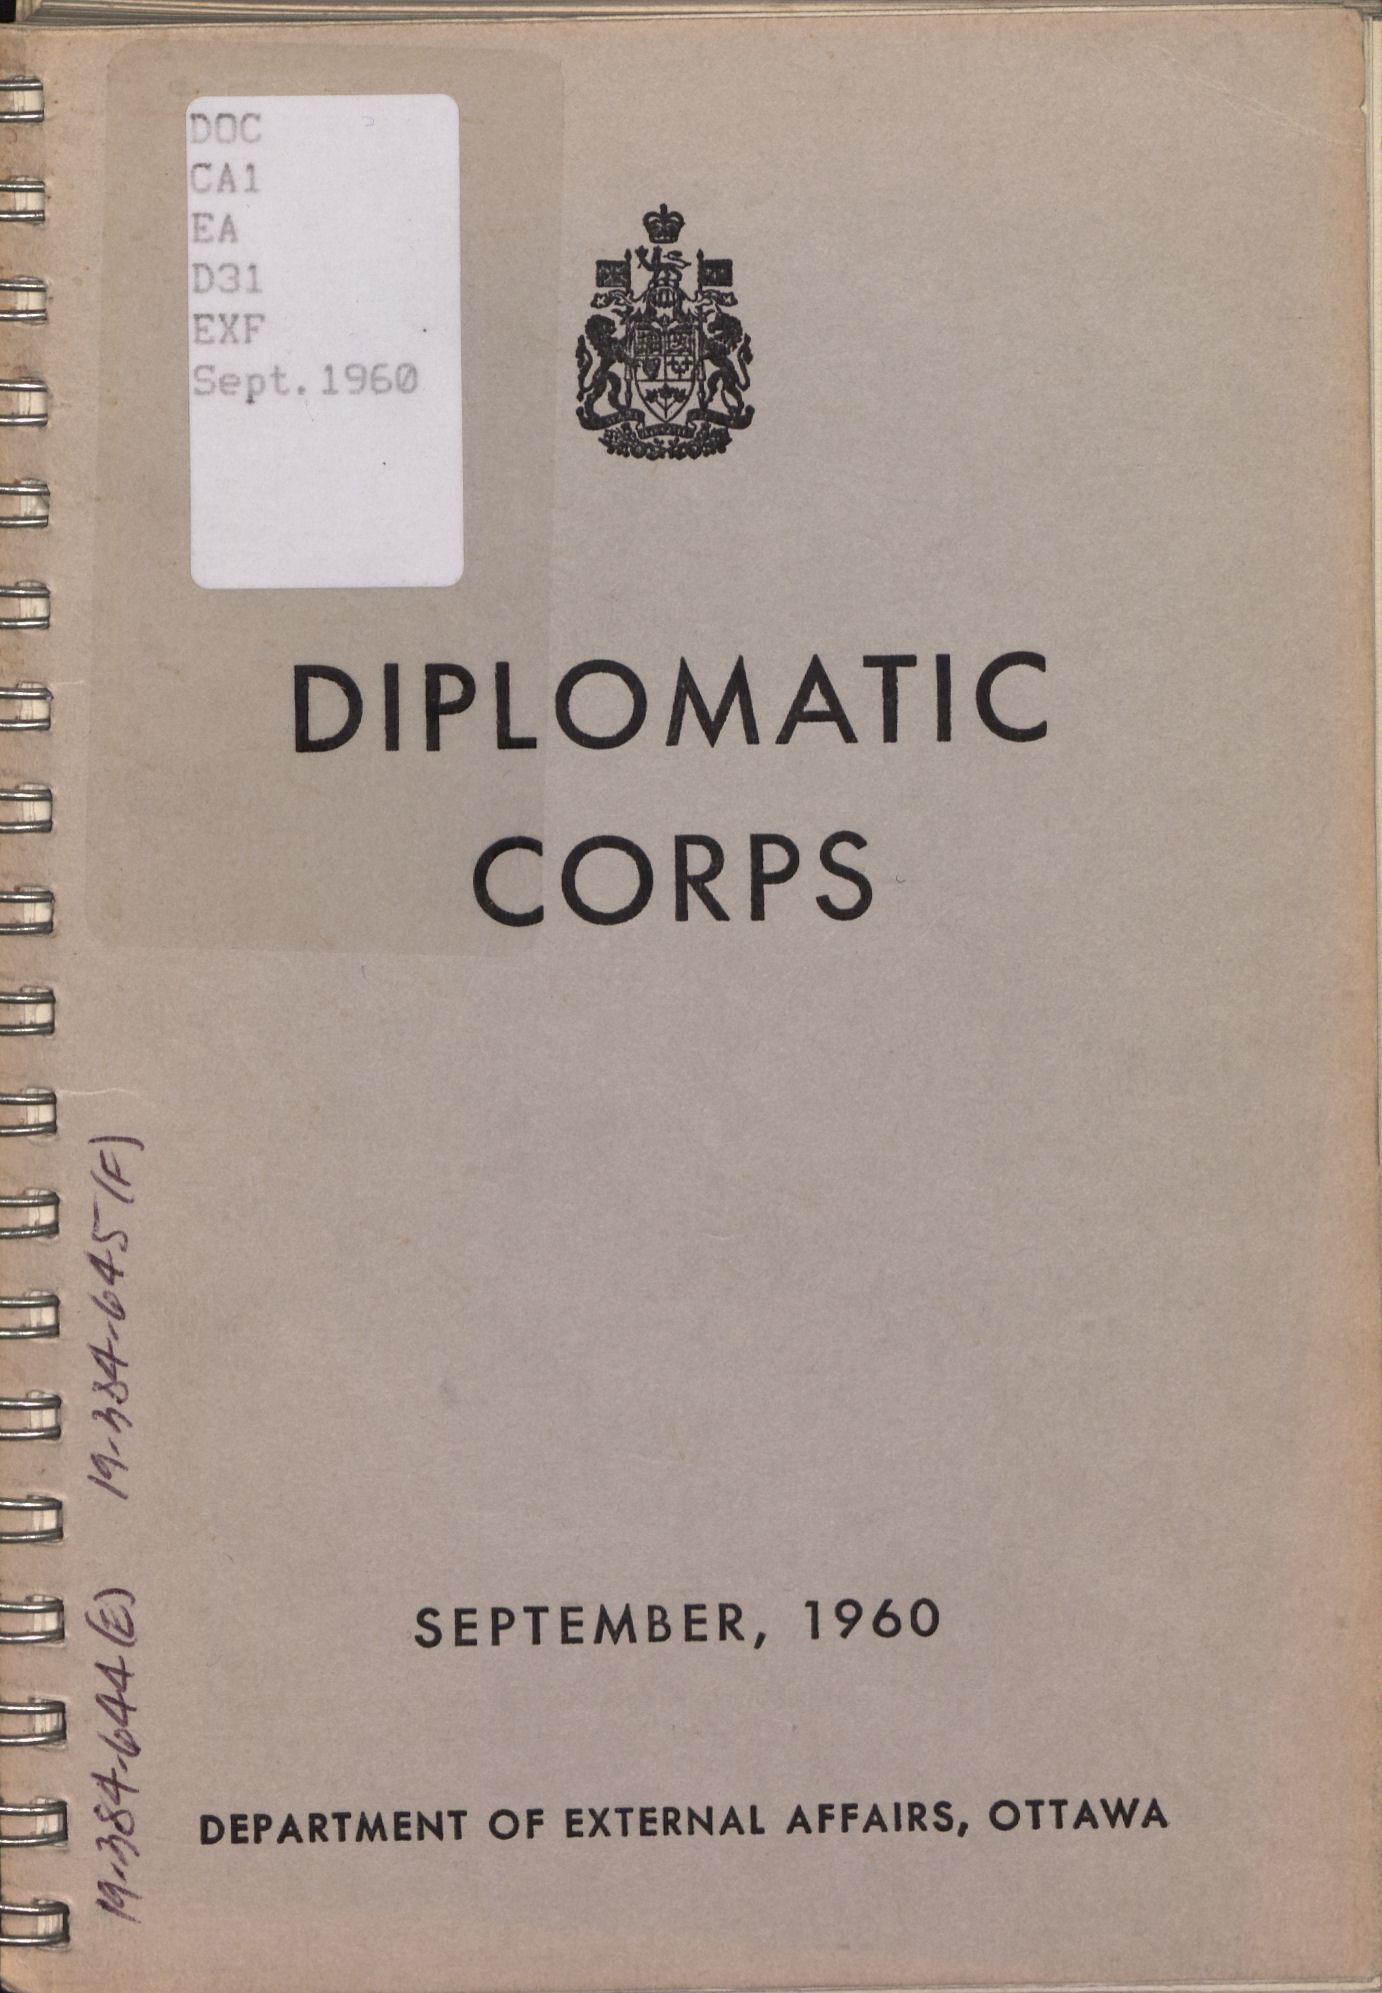 DOC
CA1
EA
D31
EXF
Sept.1960
DIPLOMATIC
CORPS
19-384-644(E) 19-384-645(F)
SEPTEMBER, 1960
DEPARTMENT OF EXTERNAL AFFAIRS, OTTAWA